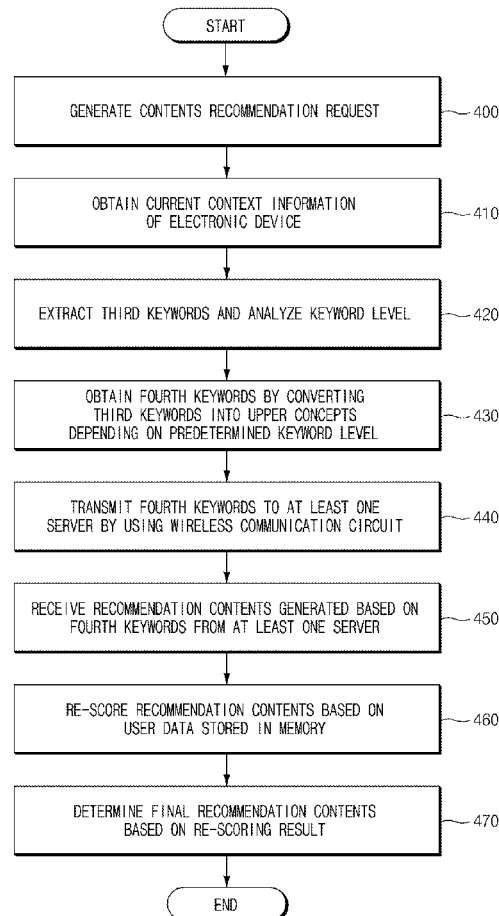 START
GENERATE CONTENTS RECOMMENDATION REQUEST
400
OBTAIN CURRENT CONTEXT INFORMATION
OF ELECTRONIC DEVICE
410
EXTRACT THIRD KEYWORDS AND ANALYZE KEYWORD LEVEL
420
OBTAIN FOURTH KEYWORDS BY CONVERTING
THIRD KEYWORDS INTO UPPER CONCEPTS
DEPENDING ON PREDETERMINED KEYWORD LEVEL
430
TRANSMIT FOURTH KEYWORDS TO AT LEAST ONE
SERVER BY USING WIRELESS COMMUNICATION CIRCUIT
440
RECEIVE RECOMMENDATION CONTENTS GENERATED BASED ON
FOURTH KEYWORDS FROM AT LEAST ONE SERVER
450
RE-SCORE RECOMMENDATION CONTENTS BASED ON
USER DATA STORED IN MEMORY
460
DETERMINE FINAL RECOMMENDATION CONTENTS
BASED ON RE-SCORING RESULT
470
END